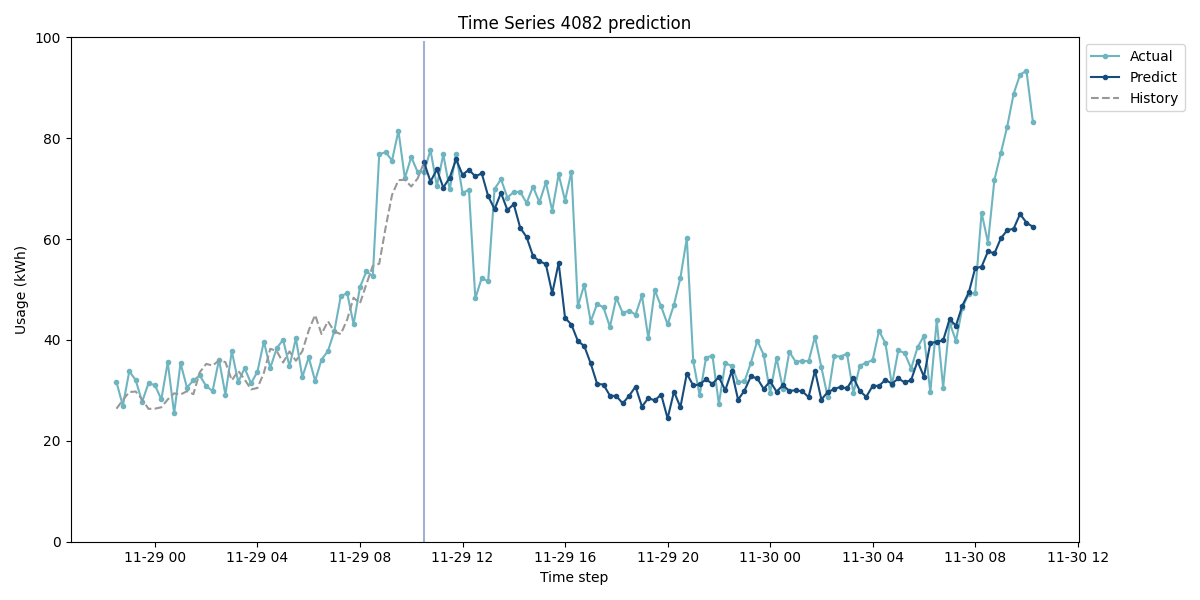 Time Series 4082 prediction
100
80
60
40
20
0
Usage (kWh)
11-29 00
11-29 04
11-29 08
11-29 12
11-29 16
11-29 20
11-30 00
11-30 04
11-30 08
11-30 12
Time step
Actual
Predict
History